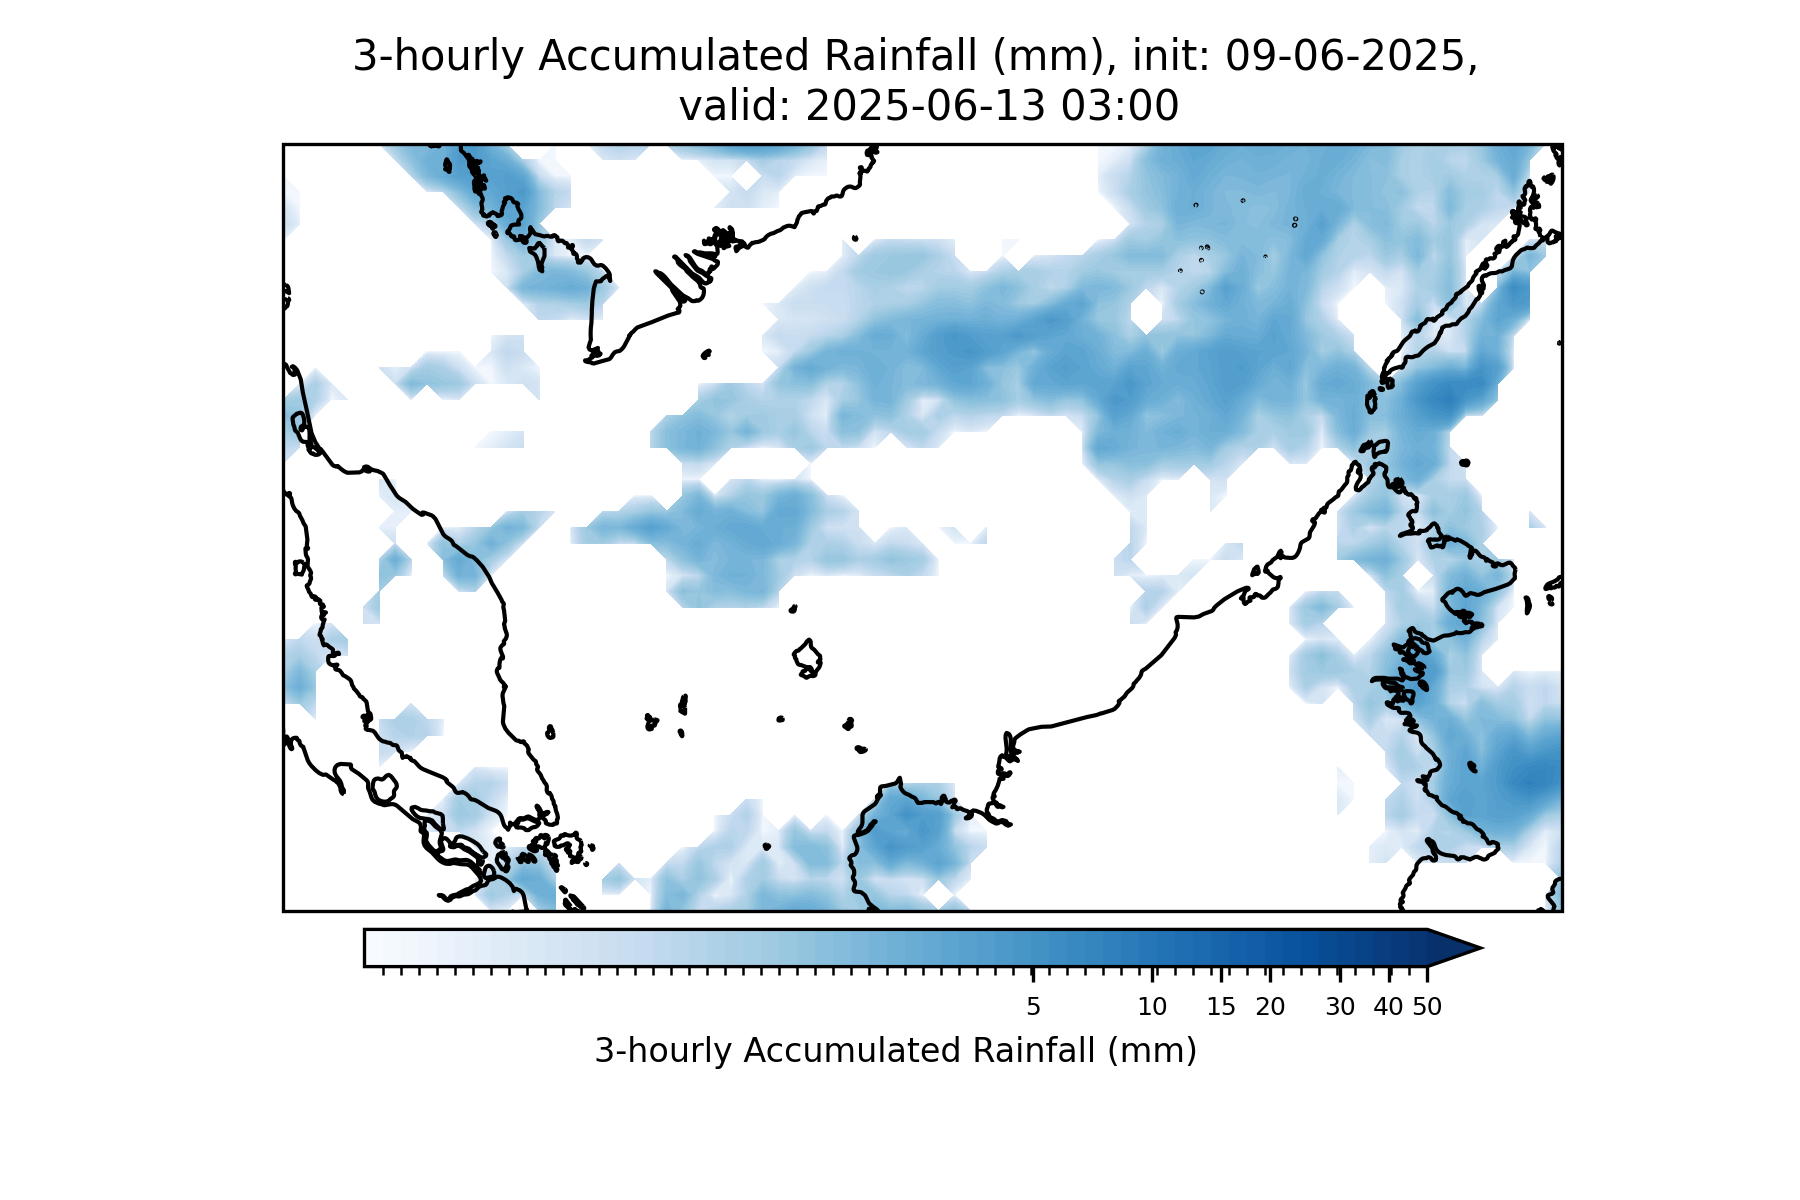 3-hourly Accumulated Rainfall (mm), init: 09-06-2025,
valid: 2025-06-13 03:00
5 10 15 20 30 40 50
3-hourly Accumulated Rainfall (mm)